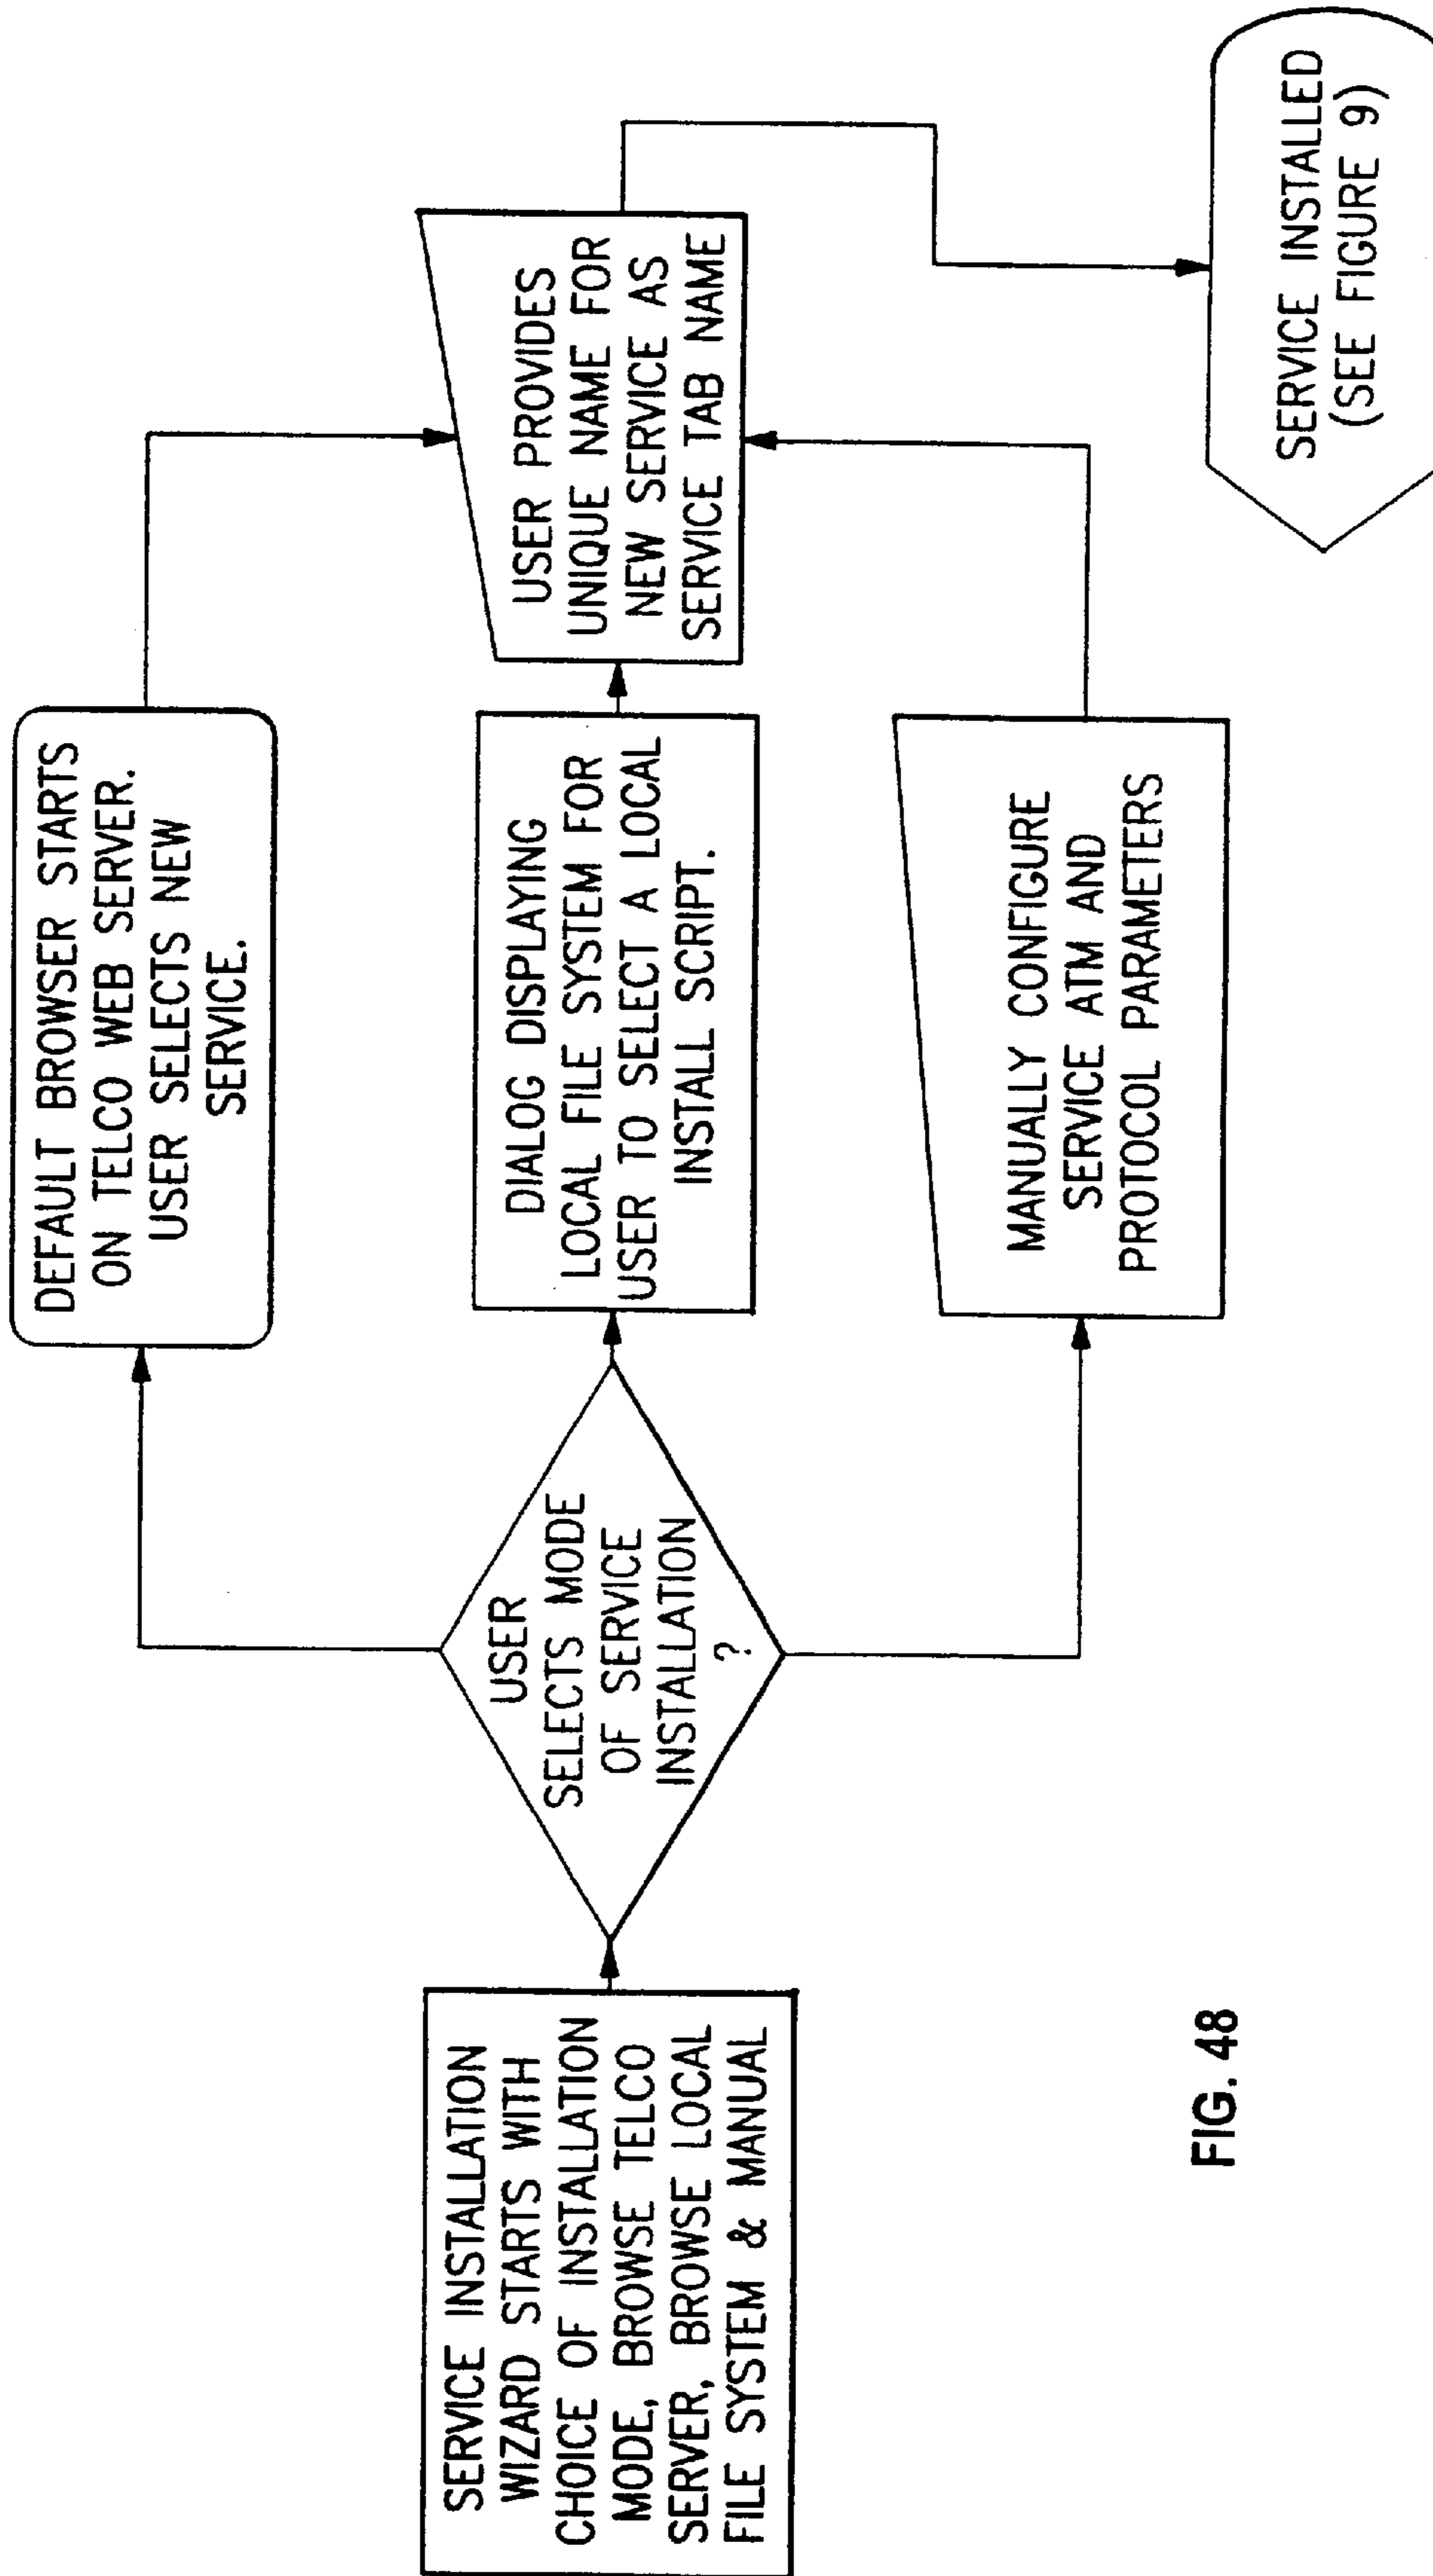 SERVICE INSTALLATION
WIZARD STARTS WITH
CHOICE OF INSTALLATION
MODE, BROWSE TELCO
SERVER, BROWSE LOCAL
FILE SYSTEM & MANUAL
USER
SELECTS MODE
OF SERVICE
INSTALLATION
?
DEFAULT BROWSER STARTS
ON TELCO WEB SERVER.
USER SELECTS NEW
SERVICE.
DIALOG DISPLAYING
LOCAL FILE SYSTEM FOR
USER TO SELECT A LOCAL
INSTALL SCRIPT.
MANUALLY CONFIGURE
SERVICE ATM AND
PROTOCOL PARAMETERS
USER PROVIDES
UNIQUE NAME FOR
NEW SERVICE AS
SERVICE TAB NAME
SERVICE INSTALLED
(SEE FIGURE 9)
FIG. 48